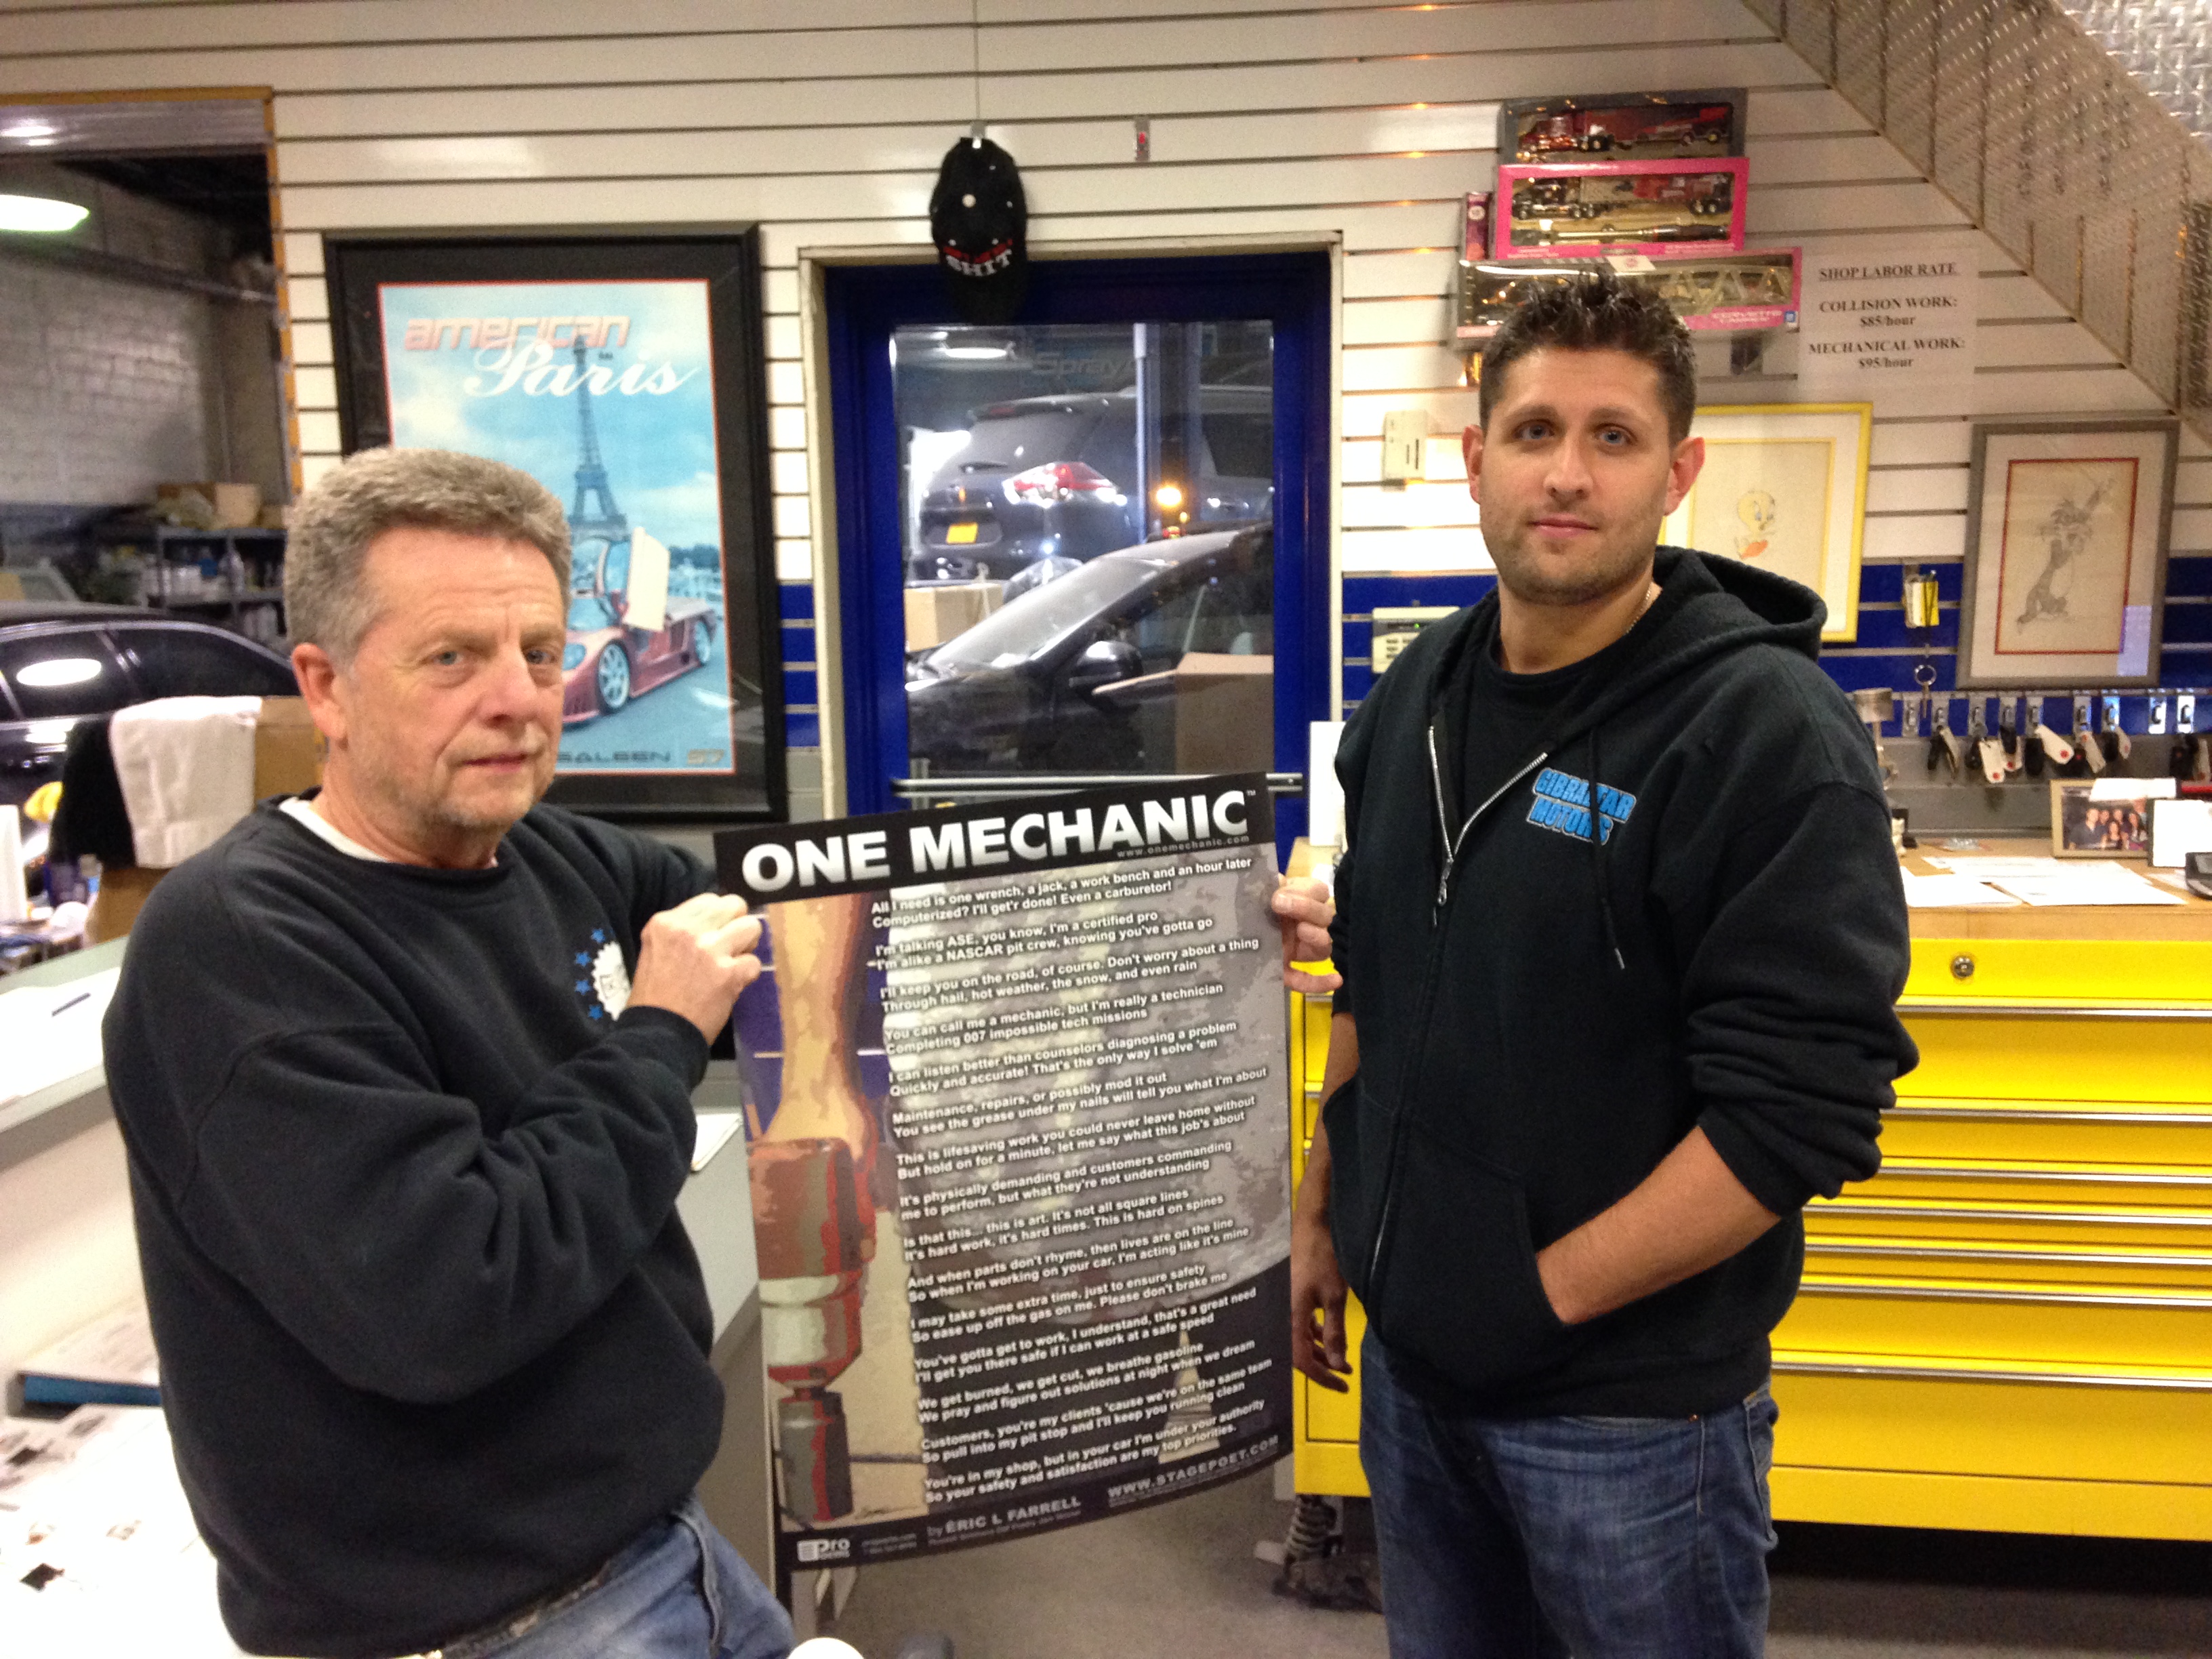 american
in
Paris
SALEEN S7
SHIT
Spray
SHOP LABOR RATE
COLLISION WORK:
$85/hour
MECHANICAL WORK:
$95/hour
CORVETTE
GIBRALTAR
MOTORS
ONE MECHANIC™
www.onemechanic.com
All I need is one wrench, a jack, a work bench and an hour later
Computerized? I'll get'r done! Even a carburetor!
I'm talking ASE, you know, I'm a certified pro
I'm alike a NASCAR pit crew, knowing you've gotta go
I'll keep you on the road, of course. Don't worry about a thing
Through hail, hot weather, the snow, and even rain
You can call me a mechanic, but I'm really a technician
Completing 007 impossible tech missions
I can listen better than counselors diagnosing a problem
Quickly and accurate! That's the only way I solve 'em
Maintenance, repairs, or possibly mod it out
You see the grease under my nails will tell you what I'm about
This is lifesaving work you could never leave home without
But hold on for a minute, let me say what this job's about
It's physically demanding and customers commanding
me to perform, but what they're not understanding
Is that this... this is art. It's not all square lines
It's hard work, it's hard times. This is hard on spines
And when parts don't rhyme, then lives are on the line
So when I'm working on your car, I'm acting like it's mine
I may take some extra time, just to ensure safety
So ease up off the gas on me. Please don't brake me
You've gotta get to work, I understand, that's a great need
I'll get you there safe if I can work at a safe speed
We get burned, we get cut, we breathe gasoline
We pray and figure out solutions at night when we dream
Customers, you're my clients 'cause we're on the same team
So pull into my pit stop and I'll keep you running clean
You're in my shop, but in your car I'm under your authority
So your safety and satisfaction are my top priorities.
Pro
by ÉRIC L FARRELL
WWW.STAGEPOET.COM